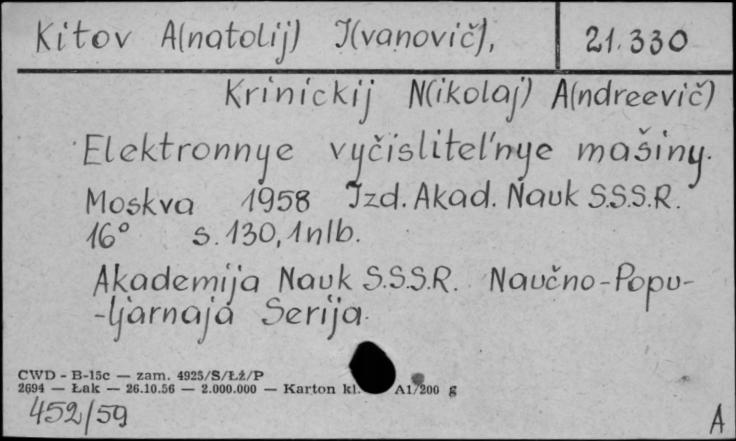 Kitov A(natolij) I(vanovič), 21.330
Krinickij N(ikolaj) A(ndreevič)
Elektronnye vyčislitel'nye mašiny.
Moskva 1958 Izd. Akad. Nauk S.S.S.R.
16° s. 130, 1 nlb.
Akademija Nauk S.S.S.R. Naučno-Popu-
-ljarnaja Serija.
CWD - B-15c — zam. 4925/S/Łź/P
2694 — Łak — 26.10.56 — 2.000.000 — Karton kl. A1/200 g
452/59 A